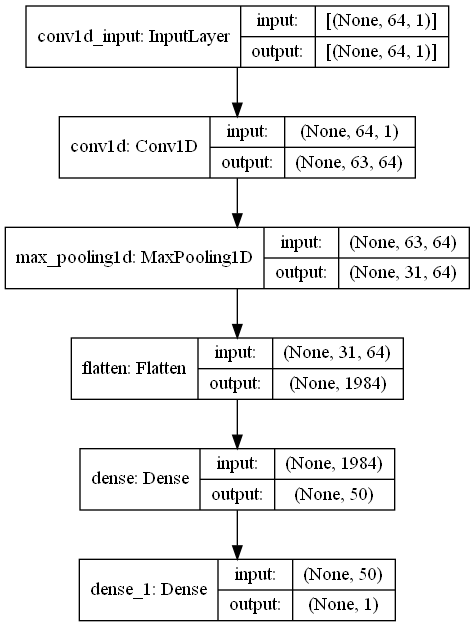 conv1d_input: InputLayer
input:
[(None, 64, 1)]
output:
[(None, 64, 1)]
conv1d: Conv1D
input:
(None, 64, 1)
output:
(None, 63, 64)
max_pooling1d: MaxPooling1D
input:
(None, 63, 64)
output:
(None, 31, 64)
flatten: Flatten
input:
(None, 31, 64)
output:
(None, 1984)
dense: Dense
input:
(None, 1984)
output:
(None, 50)
dense_1: Dense
input:
(None, 50)
output:
(None, 1)